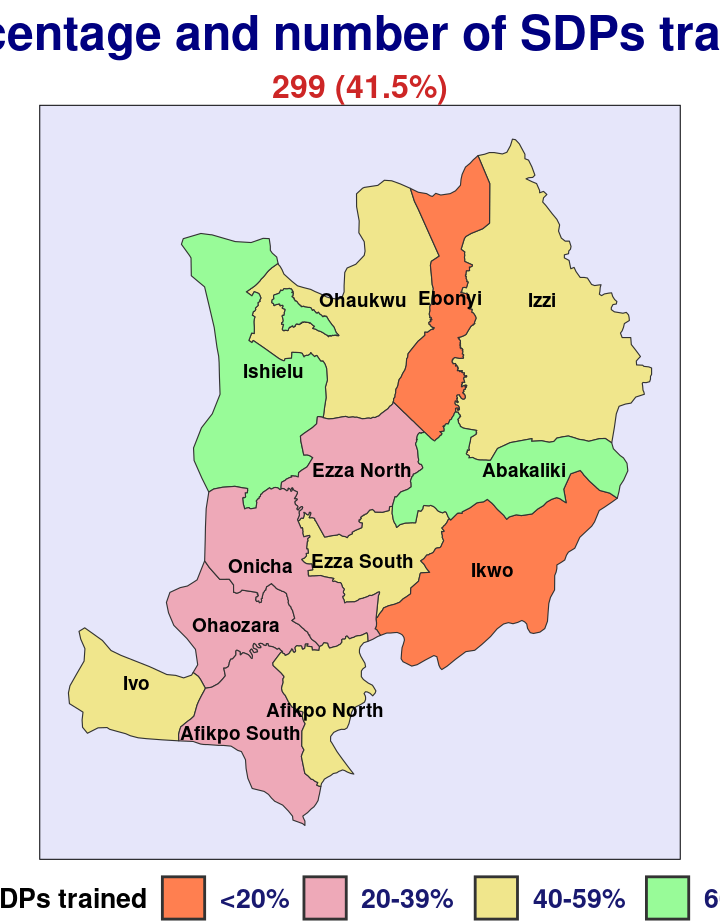 centage and number of SDPs tra
299 (41.5%)
Ohaukwu
Ebonyi
Izzi
Ishielu
Ezza North
Abakaliki
Onicha
Ezza South
Ikwo
Ohaozara
Ivo
Afikpo North
Afikpo South
DPs trained <20% 20-39% 40-59% 6